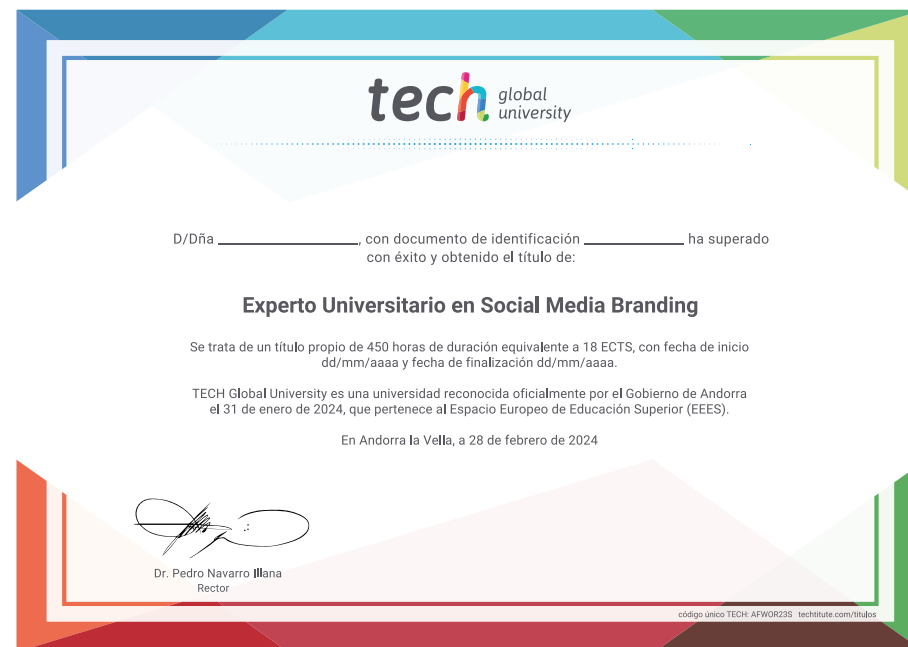 tech global
university
D/Dña ____________________, con documento de identificación ______________ ha superado
con éxito y obtenido el título de:
Experto Universitario en Social Media Branding
Se trata de un título propio de 450 horas de duración equivalente a 18 ECTS, con fecha de inicio
dd/mm/aaaa y fecha de finalización dd/mm/aaaa.
TECH Global University es una universidad reconocida oficialmente por el Gobierno de Andorra
el 31 de enero de 2024, que pertenece al Espacio Europeo de Educación Superior (EEES).
En Andorra la Vella, a 28 de febrero de 2024
Dr. Pedro Navarro Illana
Rector
código único TECH: AFWOR23S techtitute.com/titulos